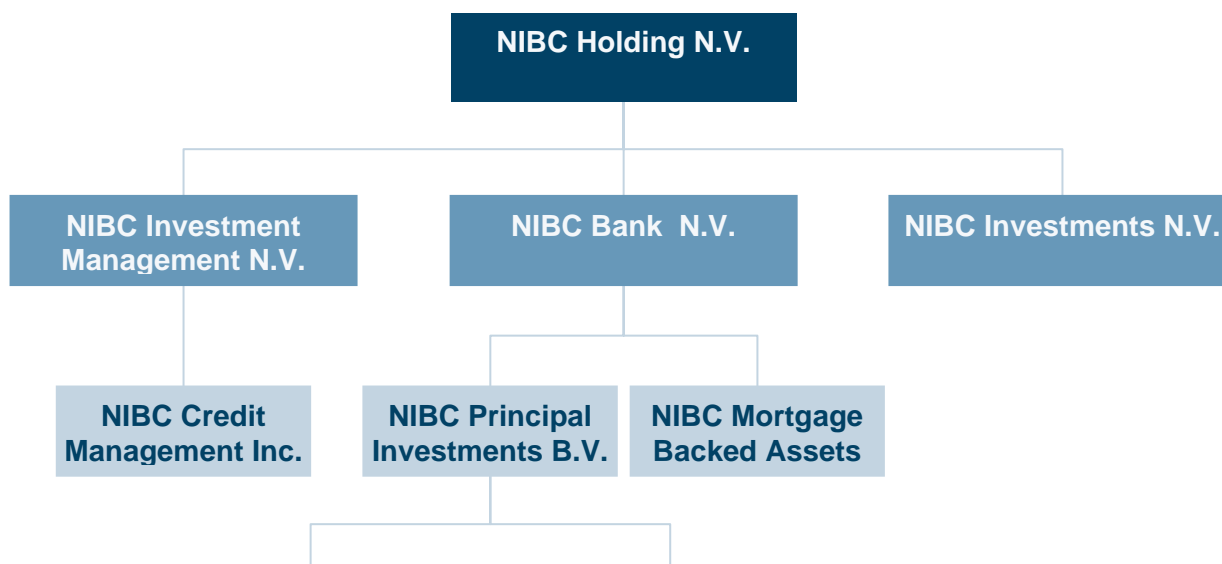 NIBC Holding N.V.
NIBC Investment
Management N.V.
NIBC Bank N.V.
NIBC Investments N.V.
NIBC Credit
Management Inc.
NIBC Principal
Investments B.V.
NIBC Mortgage
Backed Assets